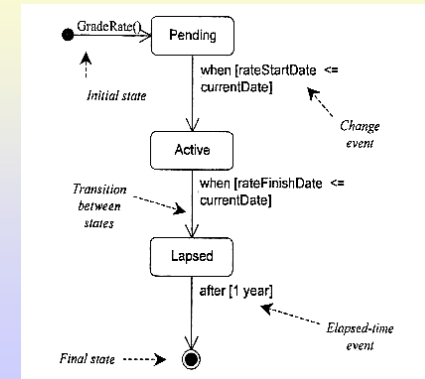 GradeRate()
Pending
Initial state
when [rateStartDate <=
currentDate]
Change
event
Active
Transition
between
states
when [rateFinishDate <=
currentDate]
Lapsed
after [1 year]
Elapsed-time
event
Final state